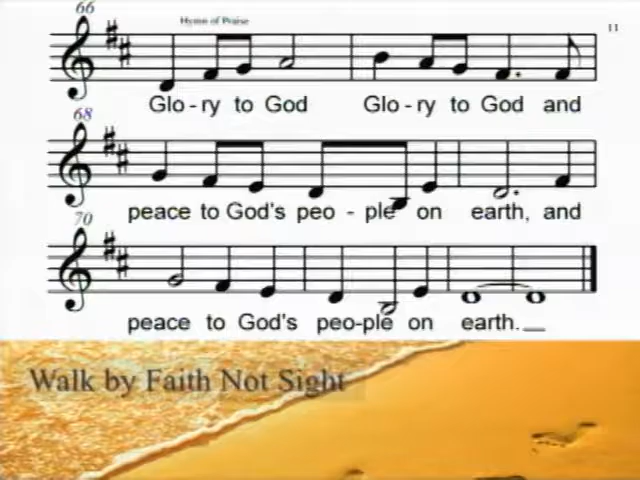 66 Hymn of Praise 11
Glo - ry to God Glo - ry to God and
68
peace to God's peo - ple on earth, and
70
peace to God's peo-ple on earth.
Walk by Faith Not Sight